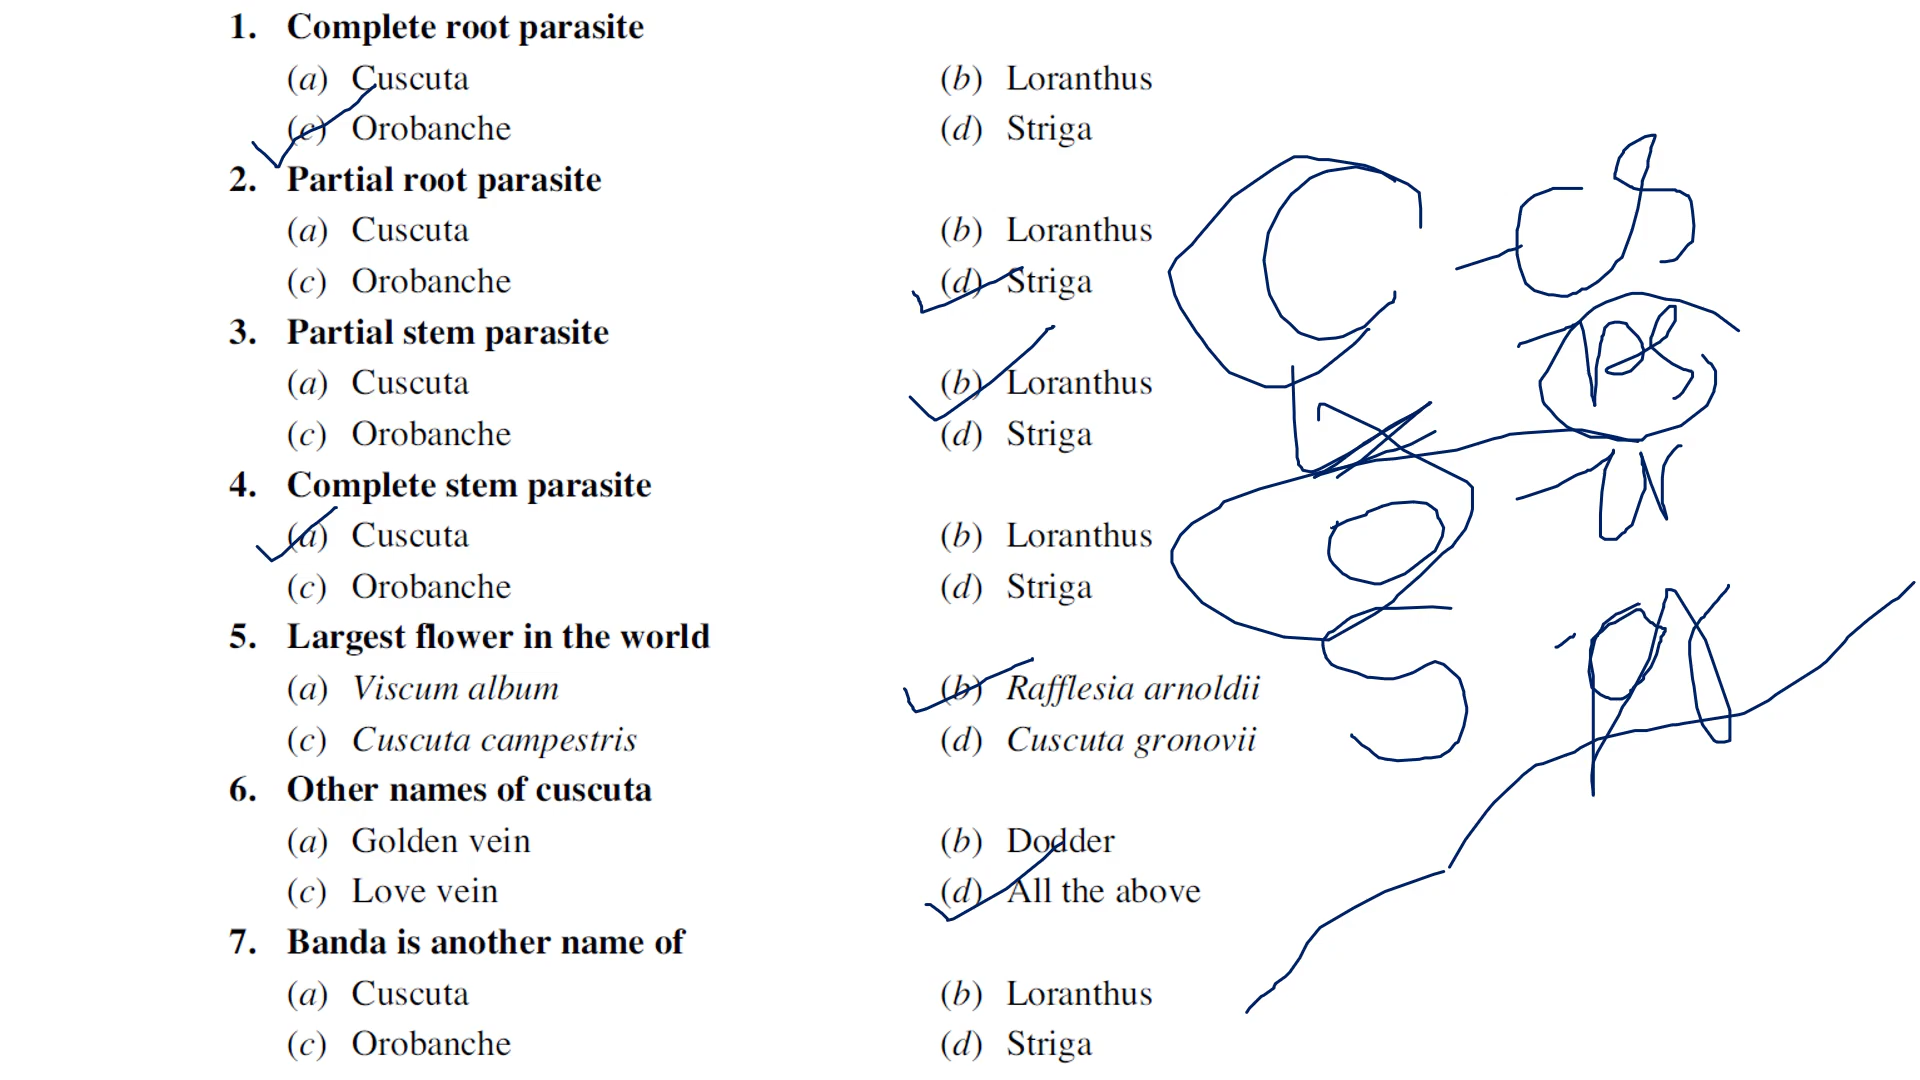 1. Complete root parasite
(a) Cuscuta (b) Loranthus
(c) Orobanche (d) Striga
2. Partial root parasite
(a) Cuscuta (b) Loranthus
(c) Orobanche (d) Striga
3. Partial stem parasite
(a) Cuscuta (b) Loranthus
(c) Orobanche (d) Striga
4. Complete stem parasite
(a) Cuscuta (b) Loranthus
(c) Orobanche (d) Striga
5. Largest flower in the world
(a) Viscum album (b) Rafflesia arnoldii
(c) Cuscuta campestris (d) Cuscuta gronovii
6. Other names of cuscuta
(a) Golden vein (b) Dodder
(c) Love vein (d) All the above
7. Banda is another name of
(a) Cuscuta (b) Loranthus
(c) Orobanche (d) Striga
C
L
O
S